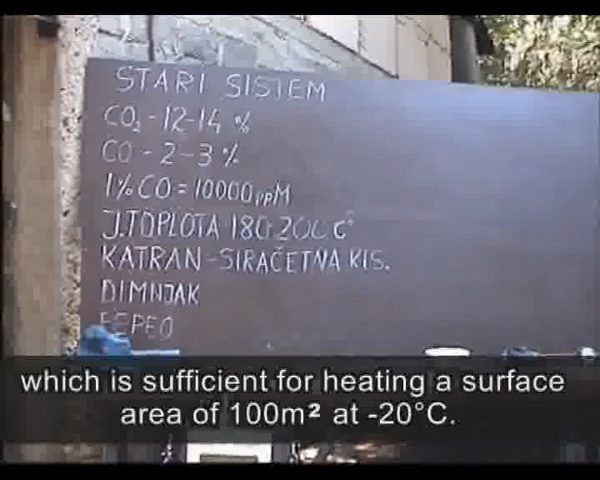 STARI SISTEM
CO₂ - 12-14 %
CO - 2 - 3 %
1% CO = 10000 ppM
J.TOPLOTA 180-200 C°
KATRAN - SIRAČETNA KIS.
DIMNJAK
PEPEO
which is sufficient for heating a surface
area of 100m² at -20°C.